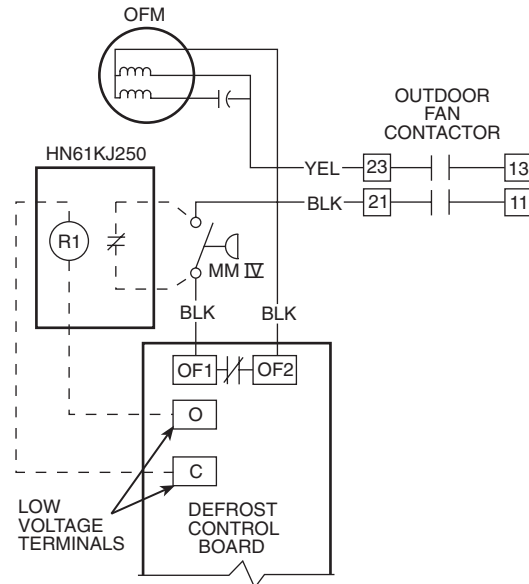 OFM
HN61KJ250
OUTDOOR
FAN
CONTACTOR
YEL
23
13
BLK
21
11
R1
MM IV
BLK
BLK
OF1
OF2
O
C
LOW
VOLTAGE
TERMINALS
DEFROST
CONTROL
BOARD